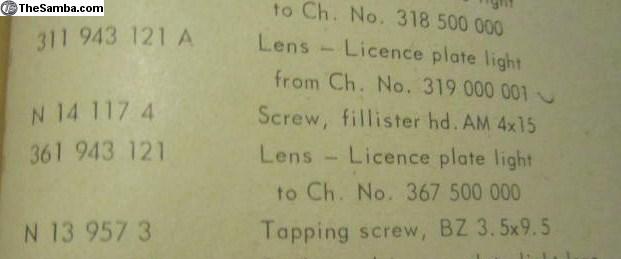 TheSamba.com
light
to Ch. No. 318 500 000
311 943 121 A Lens – Licence plate light
from Ch. No. 319 000 001
N 14 117 4 Screw, fillister hd. AM 4x15
361 943 121 Lens – Licence plate light
to Ch. No. 367 500 000
N 13 957 3 Tapping screw, BZ 3.5x9.5